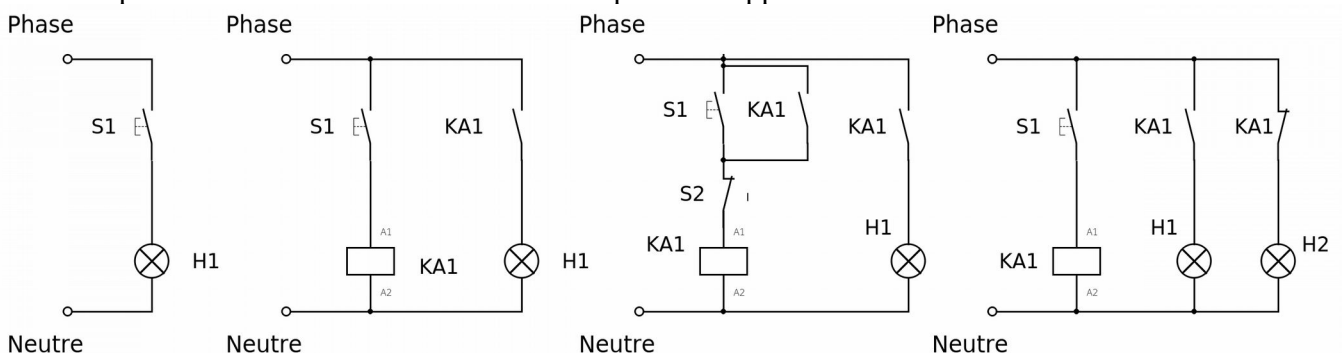 Phase
S1
H1
Neutre
Phase
S1
KA1
A1
KA1
H1
A2
Neutre
Phase
S1
KA1
KA1
S2
H1
A1
KA1
A2
Neutre
Phase
S1
KA1
KA1
H1
H2
A1
KA1
A2
Neutre